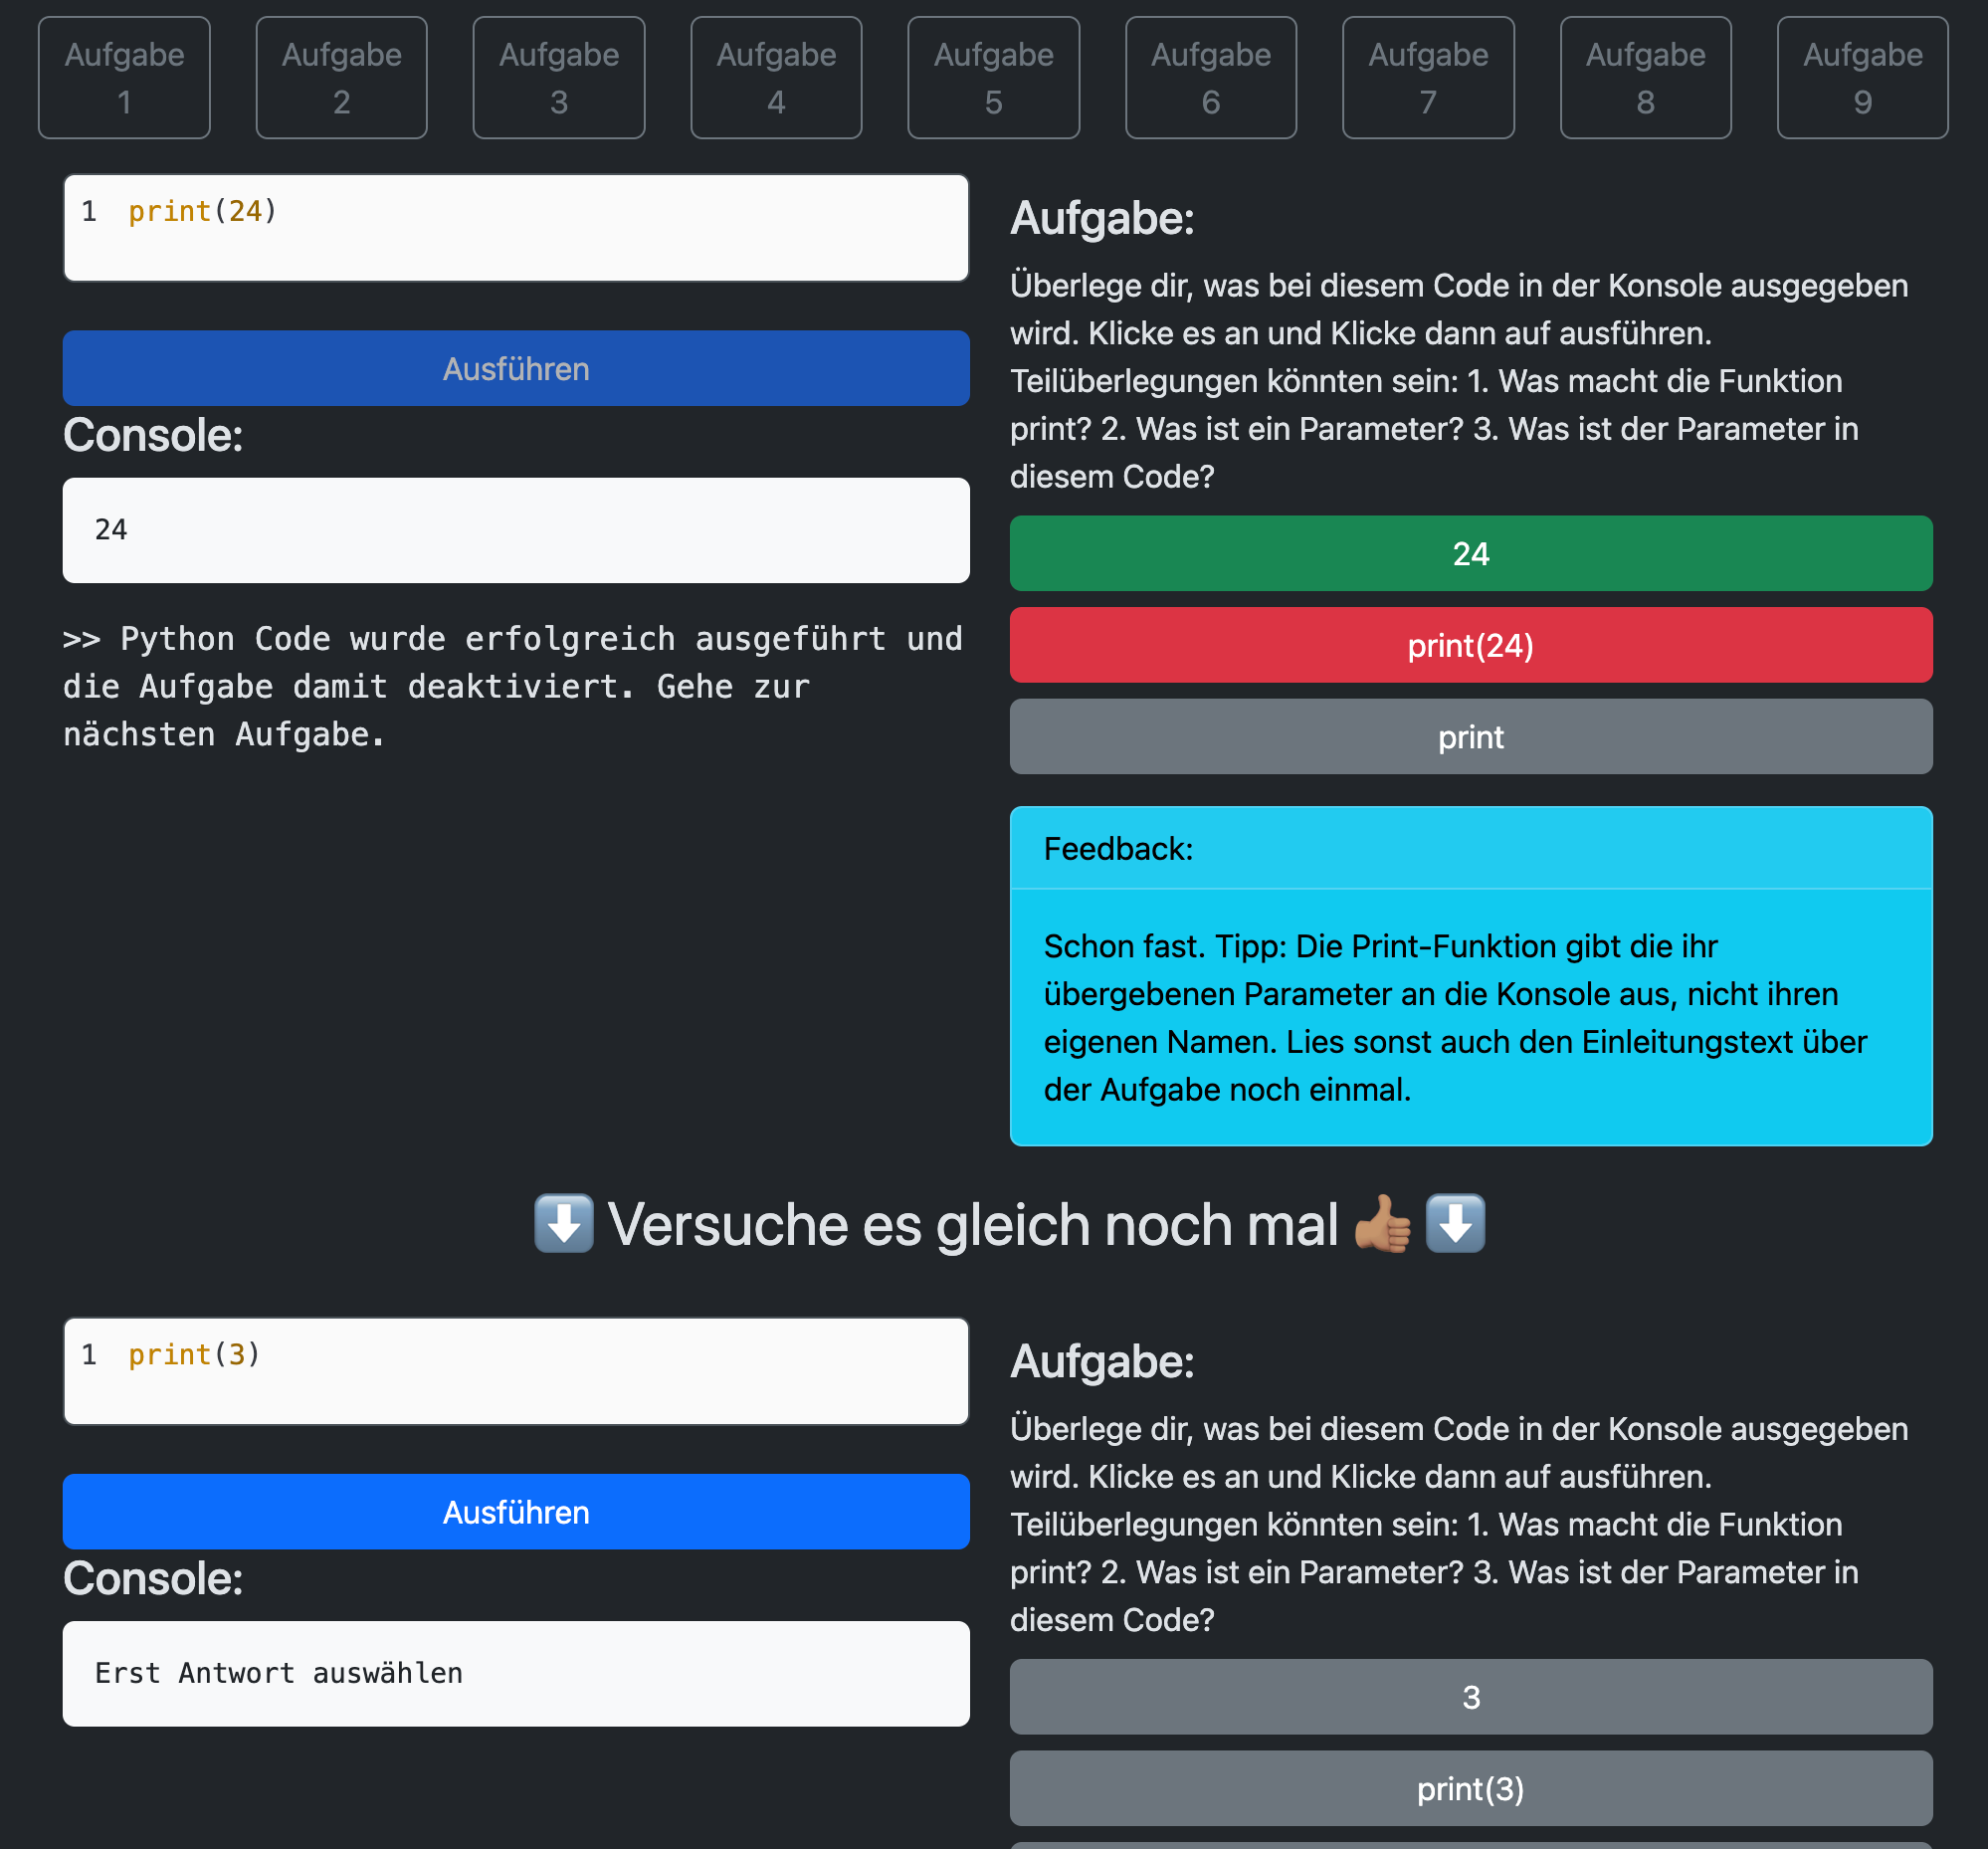 Aufgabe 1
Aufgabe 2
Aufgabe 3
Aufgabe 4
Aufgabe 5
Aufgabe 6
Aufgabe 7
Aufgabe 8
Aufgabe 9
1 print(24)
Ausführen
Console:
24
>> Python Code wurde erfolgreich ausgeführt und
die Aufgabe damit deaktiviert. Gehe zur
nächsten Aufgabe.
Aufgabe:
Überlege dir, was bei diesem Code in der Konsole ausgegeben
wird. Klicke es an und Klicke dann auf ausführen.
Teilüberlegungen könnten sein: 1. Was macht die Funktion
print? 2. Was ist ein Parameter? 3. Was ist der Parameter in
diesem Code?
24
print(24)
print
Feedback:
Schon fast. Tipp: Die Print-Funktion gibt die ihr
übergebenen Parameter an die Konsole aus, nicht ihren
eigenen Namen. Lies sonst auch den Einleitungstext über
der Aufgabe noch einmal.
⬇️ Versuche es gleich noch mal 👍🏽 ⬇️
1 print(3)
Ausführen
Console:
Erst Antwort auswählen
Aufgabe:
Überlege dir, was bei diesem Code in der Konsole ausgegeben
wird. Klicke es an und Klicke dann auf ausführen.
Teilüberlegungen könnten sein: 1. Was macht die Funktion
print? 2. Was ist ein Parameter? 3. Was ist der Parameter in
diesem Code?
3
print(3)